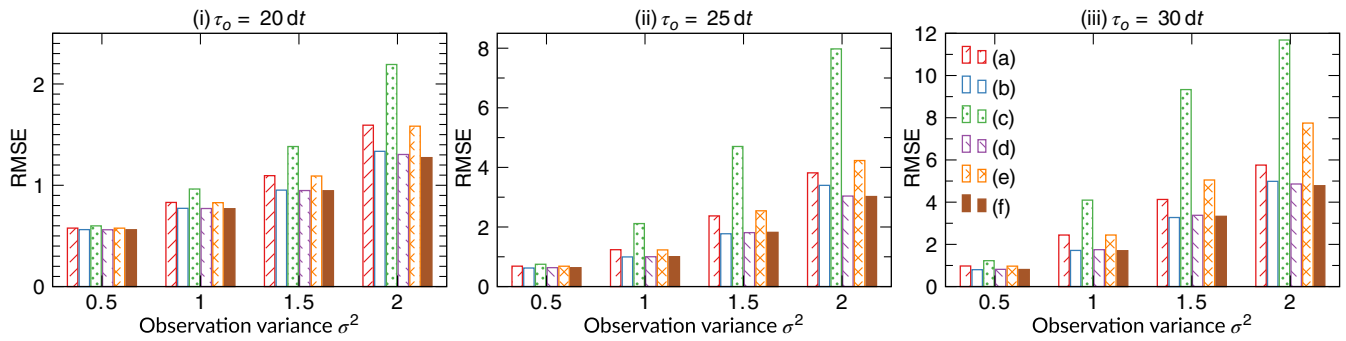 (i) τₒ = 20 dt
RMSE
2
1
0
0.5 1 1.5 2
Observation variance σ²
(ii) τₒ = 25 dt
RMSE
8
6
4
2
0
0.5 1 1.5 2
Observation variance σ²
(iii) τₒ = 30 dt
RMSE
12
10
8
6
4
2
0
0.5 1 1.5 2
Observation variance σ²
(a)
(b)
(c)
(d)
(e)
(f)